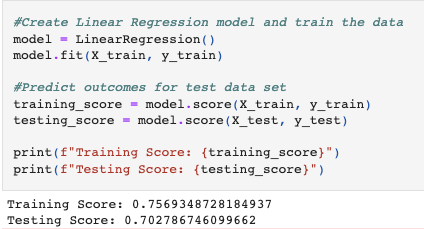 #Create Linear Regression model and train the data
model = LinearRegression()
model.fit(X_train, y_train)
#Predict outcomes for test data set
training_score = model.score(X_train, y_train)
testing_score = model.score(X_test, y_test)
print(f"Training Score: {training_score}")
print(f"Testing Score: {testing_score}")
Training Score: 0.7569348728184937
Testing Score: 0.702786746099662